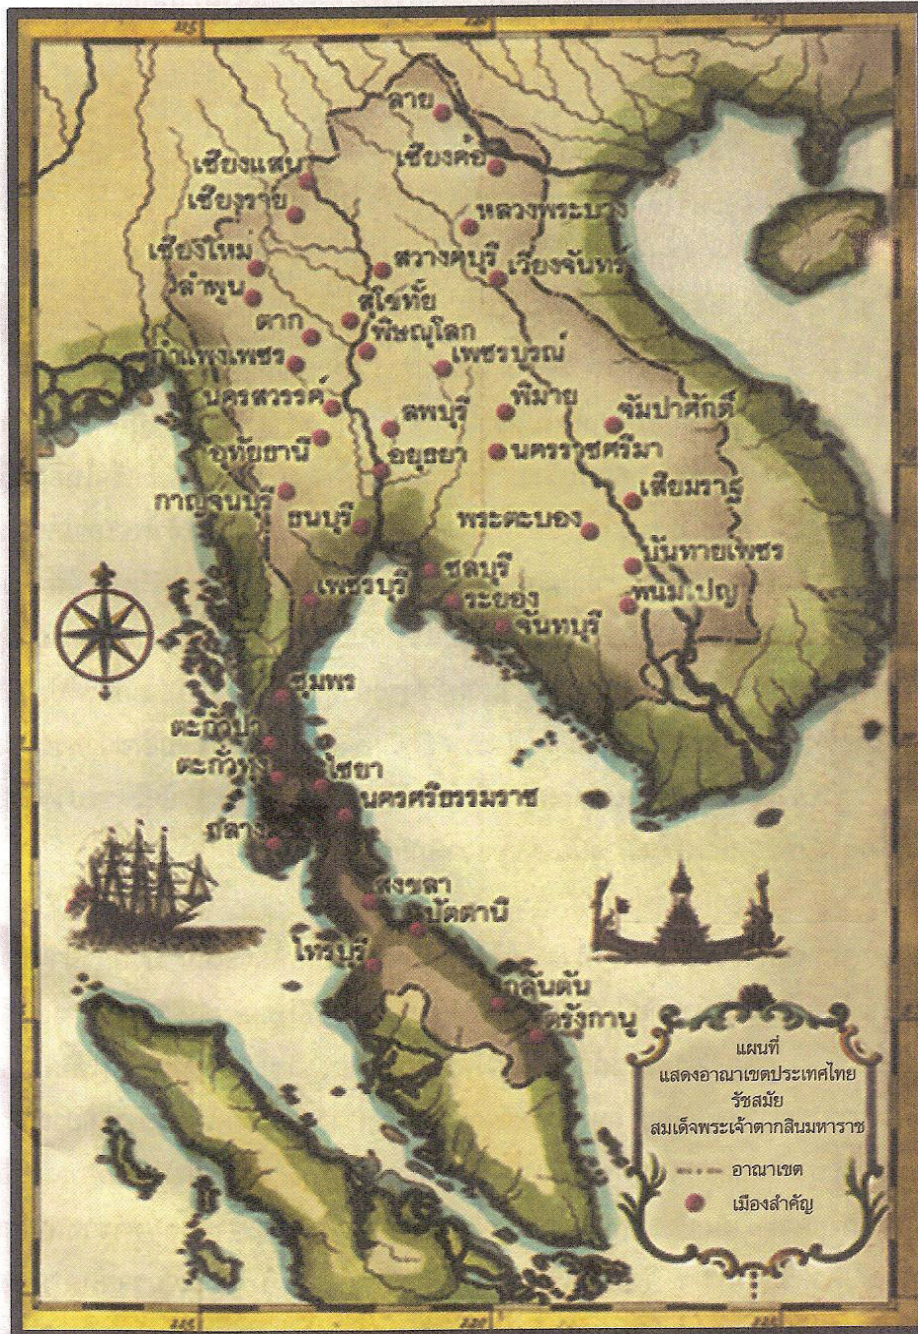 115
120
125
ลาย
เชียงค้อ
เชียงแสน
เชียงราย
หลวงพระบาง
เชียงใหม่
สวางคบุรี
เวียงจันทร์
ลำพูน
สุโขทัย
ตาก
พิษณุโลก
กำแพงเพชร
เพชรบูรณ์
นครสวรรค์
พิมาย
จัมปาศักดิ์
ลพบุรี
อุทัยธานี
อยุธยา
นครราชศรีมา
กาญจนบุรี
เสียมราฐ
ธนบุรี
พระตะบอง
บันทายเพชร
ชลบุรี
เพชรบุรี
ระยอง
พนมเปญ
จันทบุรี
ชุมพร
ตะกั่วป่า
ตะกั่วทุ่ง
ไชยา
นครศรีธรรมราช
ถลาง
สงขลา
ปัตตานี
ไทรบุรี
กลันตัน
ตรังกานู
แผนที่
แสดงอาณาเขตประเทศไทย
รัชสมัย
สมเด็จพระเจ้าตากสินมหาราช
อาณาเขต
เมืองสำคัญ